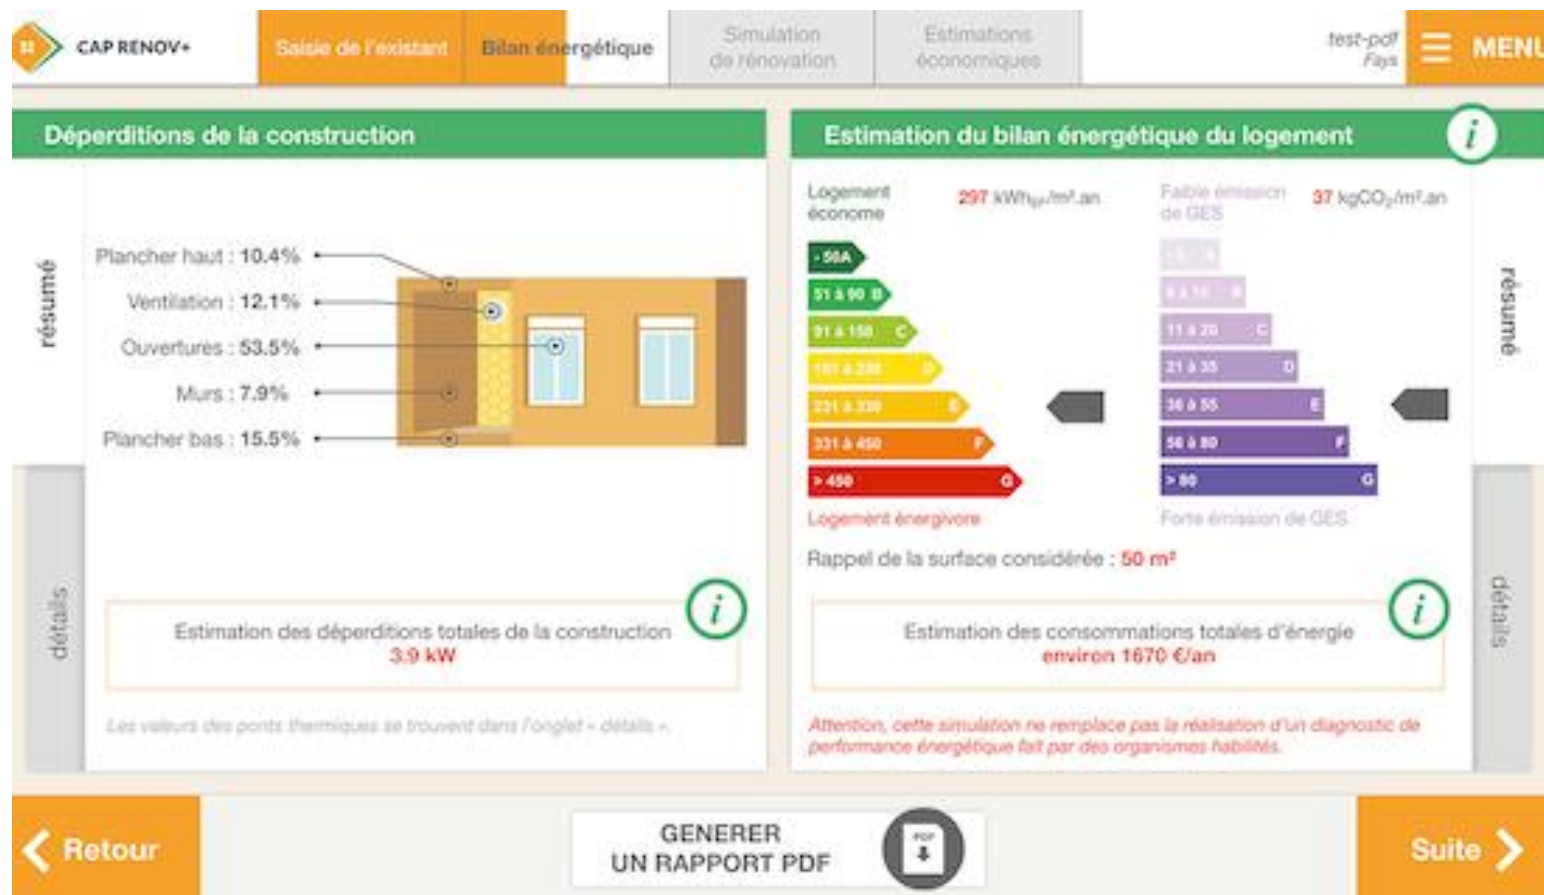 CAP RENOV+
Saisie de l'existant
Bilan énergétique
Simulation
de rénovation
Estimations
économiques
test-pdf
Fays
MENU
Déperditions de la construction
résumé
détails
Plancher haut : 10.4%
Ventilation : 12.1%
Ouvertures : 53.5%
Murs : 7.9%
Plancher bas : 15.5%
i
Estimation des déperditions totales de la construction
3.9 kW
Les valeurs des ponts thermiques se trouvent dans l'onglet « détails ».
Estimation du bilan énergétique du logement
i
résumé
détails
Logement
économe
297 kWhEP/m².an
- 50A
51 à 90 B
91 à 150 C
151 à 230 D
231 à 330 E
331 à 450 F
> 450 G
Logement énergivore
Faible émission
de GES
37 kgCO₂/m².an
A
B
11 à 20 C
21 à 35 D
36 à 55 E
56 à 80 F
> 80 G
Forte émission de GES
Rappel de la surface considérée : 50 m²
i
Estimation des consommations totales d'énergie
environ 1670 €/an
Attention, cette simulation ne remplace pas la réalisation d'un diagnostic de
performance énergétique fait par des organismes habilités.
Retour
GENERER
UN RAPPORT PDF
PDF
Suite